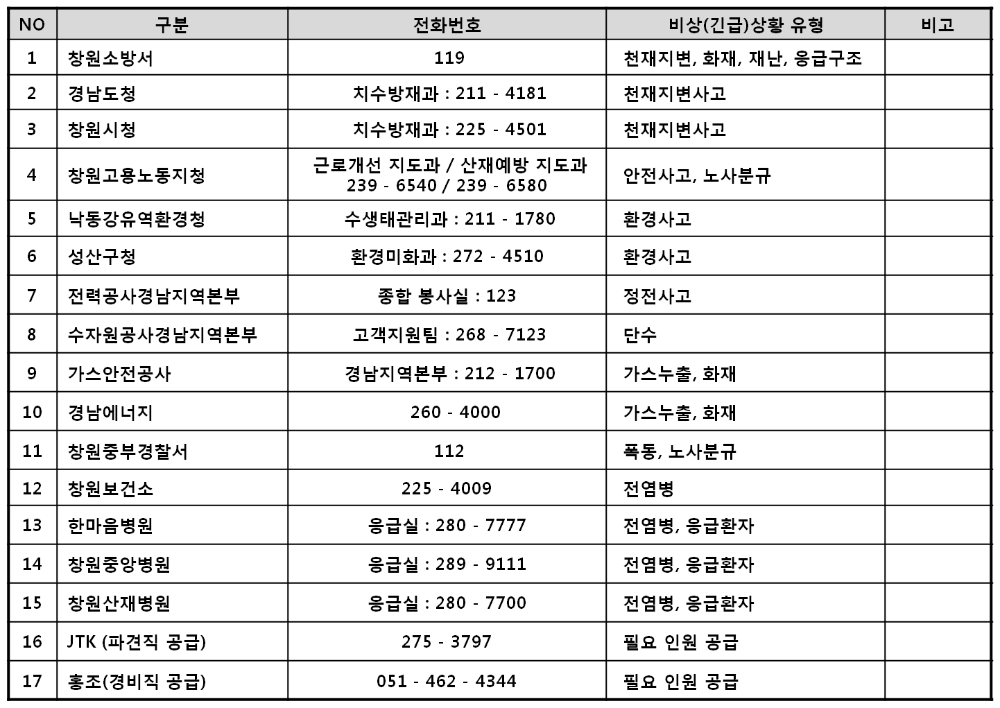 NO 구분 전화번호 비상(긴급)상황 유형 비고
1 창원소방서 119 천재지변, 화재, 재난, 응급구조
2 경남도청 치수방재과 : 211 - 4181 천재지변사고
3 창원시청 치수방재과 : 225 - 4501 천재지변사고
4 창원고용노동지청 근로개선 지도과 / 산재예방 지도과 안전사고, 노사분규
239 - 6540 / 239 - 6580
5 낙동강유역환경청 수생태관리과 : 211 - 1780 환경사고
6 성산구청 환경미화과 : 272 - 4510 환경사고
7 전력공사경남지역본부 종합 봉사실 : 123 정전사고
8 수자원공사경남지역본부 고객지원팀 : 268 - 7123 단수
9 가스안전공사 경남지역본부 : 212 - 1700 가스누출, 화재
10 경남에너지 260 - 4000 가스누출, 화재
11 창원중부경찰서 112 폭동, 노사분규
12 창원보건소 225 - 4009 전염병
13 한마음병원 응급실 : 280 - 7777 전염병, 응급환자
14 창원중앙병원 응급실 : 289 - 9111 전염병, 응급환자
15 창원산재병원 응급실 : 280 - 7700 전염병, 응급환자
16 JTK (파견직 공급) 275 - 3797 필요 인원 공급
17 홍조(경비직 공급) 051 - 462 - 4344 필요 인원 공급